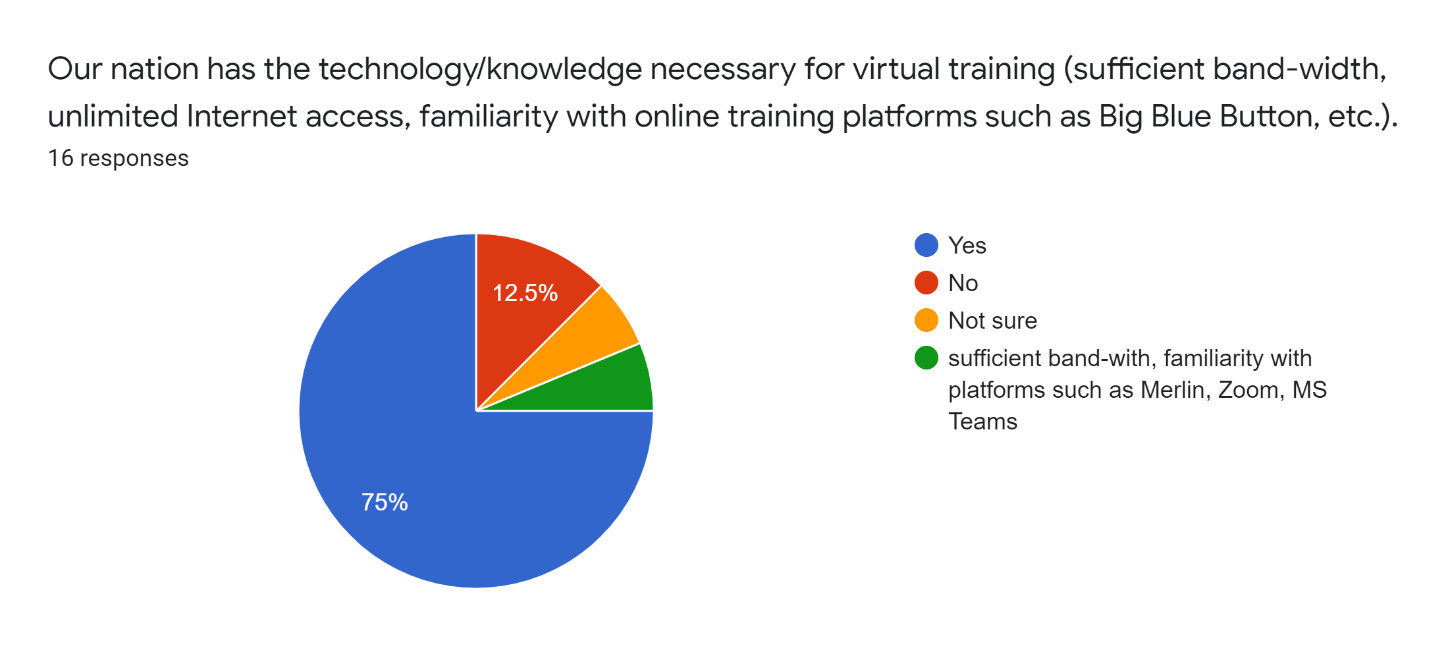 Our nation has the technology/knowledge necessary for virtual training (sufficient band-width,
unlimited Internet access, familiarity with online training platforms such as Big Blue Button, etc.).
16 responses
12.5%
75%
Yes
No
Not sure
sufficient band-with, familiarity with
platforms such as Merlin, Zoom, MS
Teams